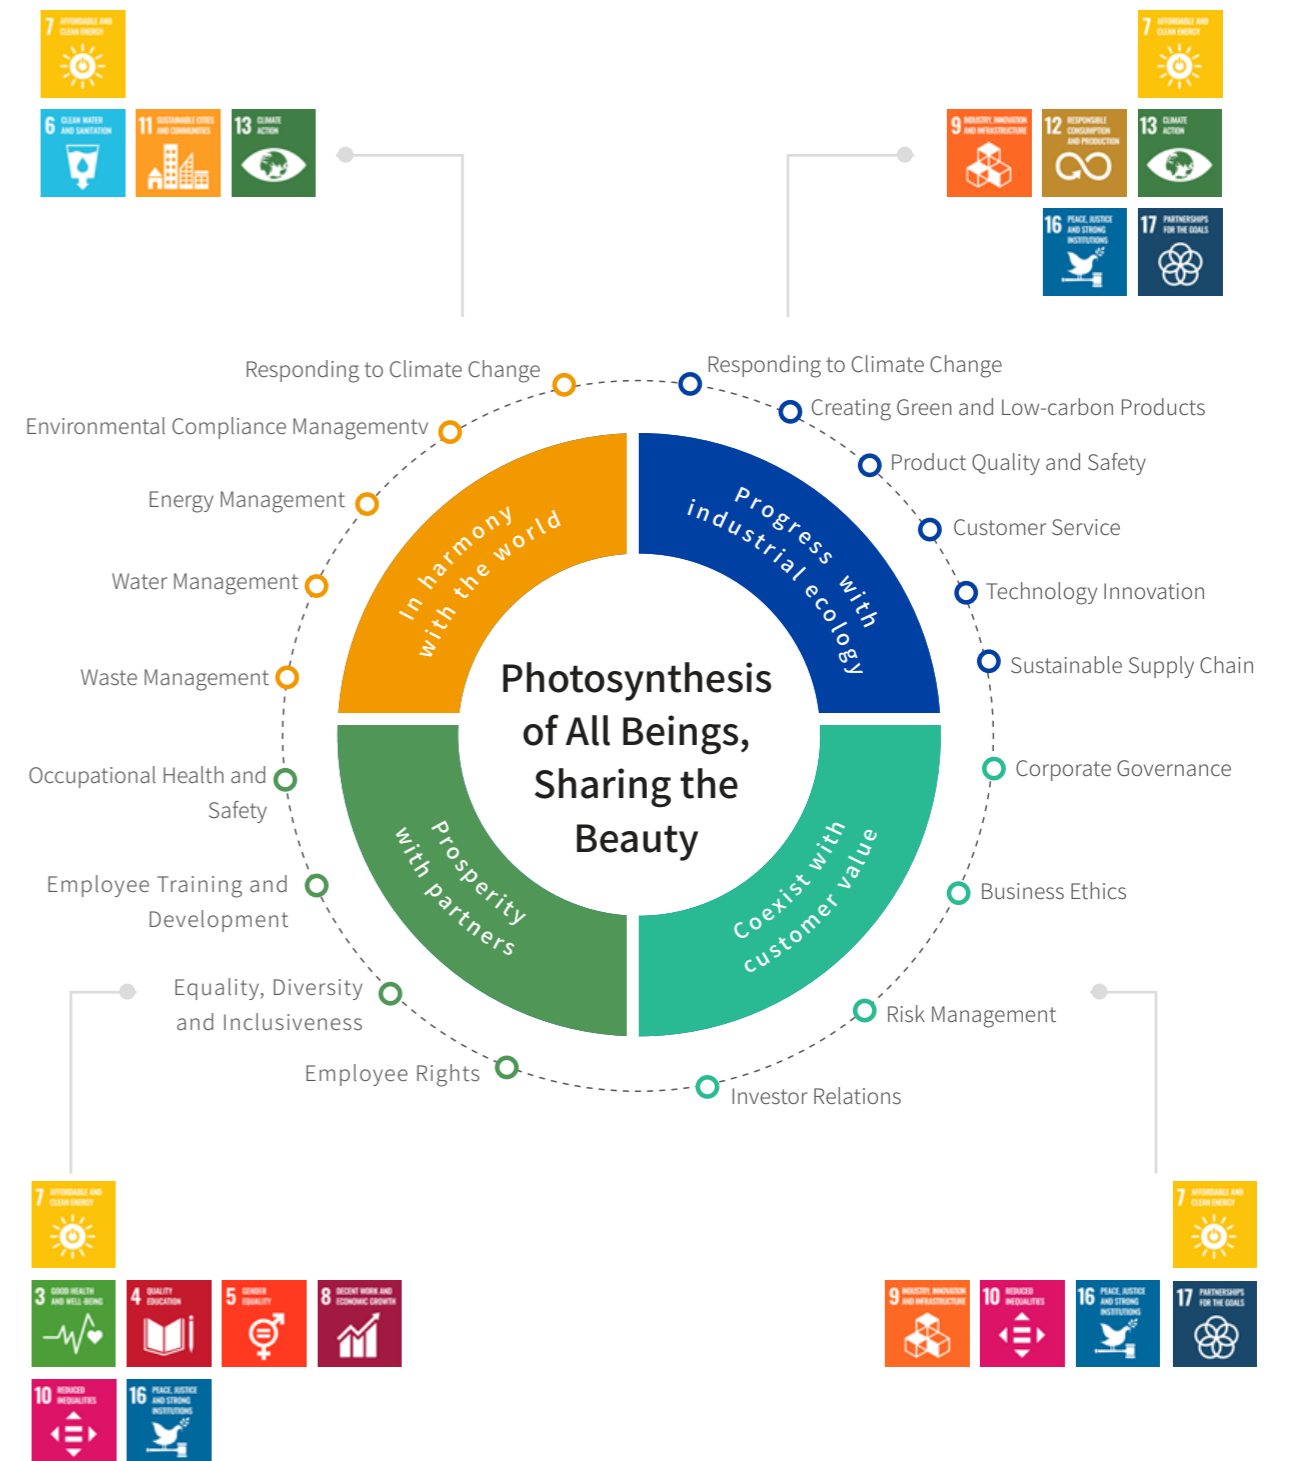 7 AFFORDABLE AND
CLEAN ENERGY
6 CLEAN WATER
AND SANITATION
11 SUSTAINABLE CITIES
AND COMMUNITIES
13 CLIMATE
ACTION
7 AFFORDABLE AND
CLEAN ENERGY
9 INDUSTRY, INNOVATION
AND INFRASTRUCTURE
12 RESPONSIBLE
CONSUMPTION
AND PRODUCTION
13 CLIMATE
ACTION
16 PEACE, JUSTICE
AND STRONG
INSTITUTIONS
17 PARTNERSHIPS
FOR THE GOALS
Responding to Climate Change
Environmental Compliance Managementv
Energy Management
Water Management
Waste Management
Responding to Climate Change
Creating Green and Low-carbon Products
Product Quality and Safety
Customer Service
Technology Innovation
Sustainable Supply Chain
In harmony
with the world
Progress with
industrial ecology
Photosynthesis
of All Beings,
Sharing the
Beauty
Prosperity
with partners
Coexist with
customer value
Occupational Health and
Safety
Employee Training and
Development
Equality, Diversity
and Inclusiveness
Employee Rights
Corporate Governance
Business Ethics
Risk Management
Investor Relations
7 AFFORDABLE AND
CLEAN ENERGY
3 GOOD HEALTH
AND WELL-BEING
4 QUALITY
EDUCATION
5 GENDER
EQUALITY
8 DECENT WORK AND
ECONOMIC GROWTH
10 REDUCED
INEQUALITIES
16 PEACE, JUSTICE
AND STRONG
INSTITUTIONS
7 AFFORDABLE AND
CLEAN ENERGY
9 INDUSTRY, INNOVATION
AND INFRASTRUCTURE
10 REDUCED
INEQUALITIES
16 PEACE, JUSTICE
AND STRONG
INSTITUTIONS
17 PARTNERSHIPS
FOR THE GOALS